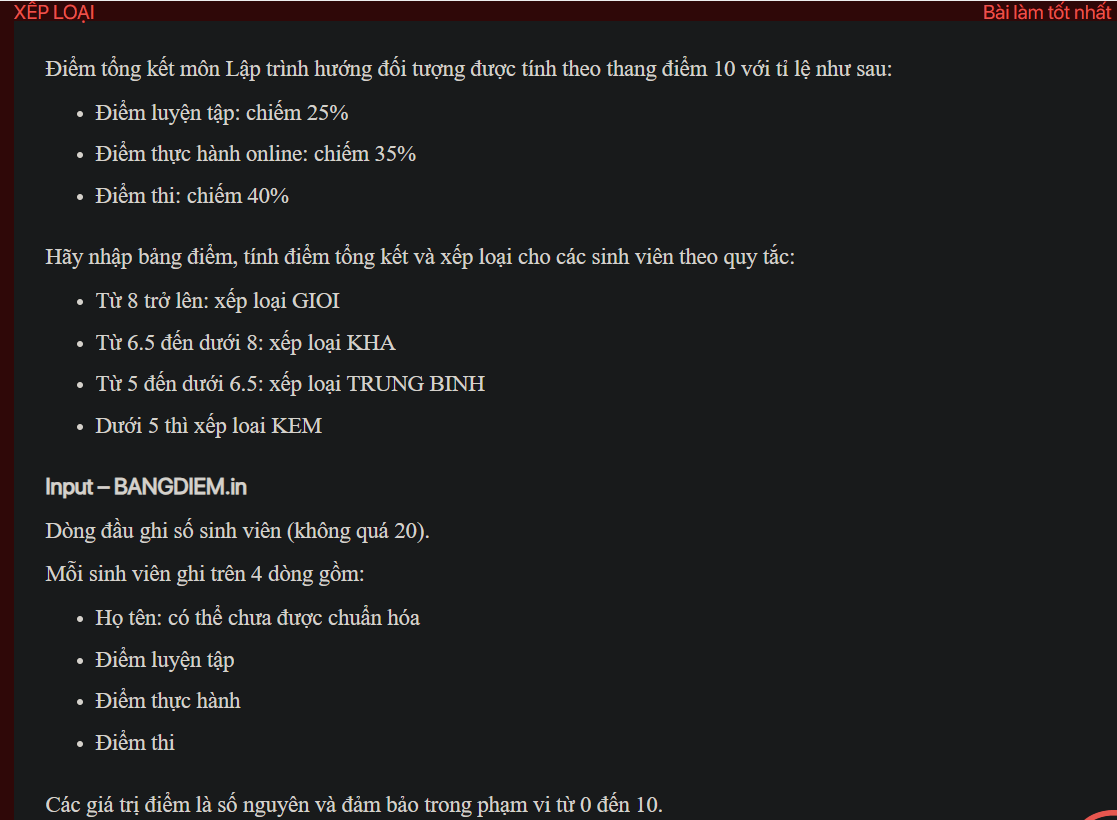 XẾP LOẠI
Bài làm tốt nhất
Điểm tổng kết môn Lập trình hướng đối tượng được tính theo thang điểm 10 với tỉ lệ như sau:
• Điểm luyện tập: chiếm 25%
• Điểm thực hành online: chiếm 35%
• Điểm thi: chiếm 40%
Hãy nhập bảng điểm, tính điểm tổng kết và xếp loại cho các sinh viên theo quy tắc:
• Từ 8 trở lên: xếp loại GIOI
• Từ 6.5 đến dưới 8: xếp loại KHA
• Từ 5 đến dưới 6.5: xếp loại TRUNG BINH
• Dưới 5 thì xếp loai KEM
Input – BANGDIEM.in
Dòng đầu ghi số sinh viên (không quá 20).
Mỗi sinh viên ghi trên 4 dòng gồm:
• Họ tên: có thể chưa được chuẩn hóa
• Điểm luyện tập
• Điểm thực hành
• Điểm thi
Các giá trị điểm là số nguyên và đảm bảo trong phạm vi từ 0 đến 10.